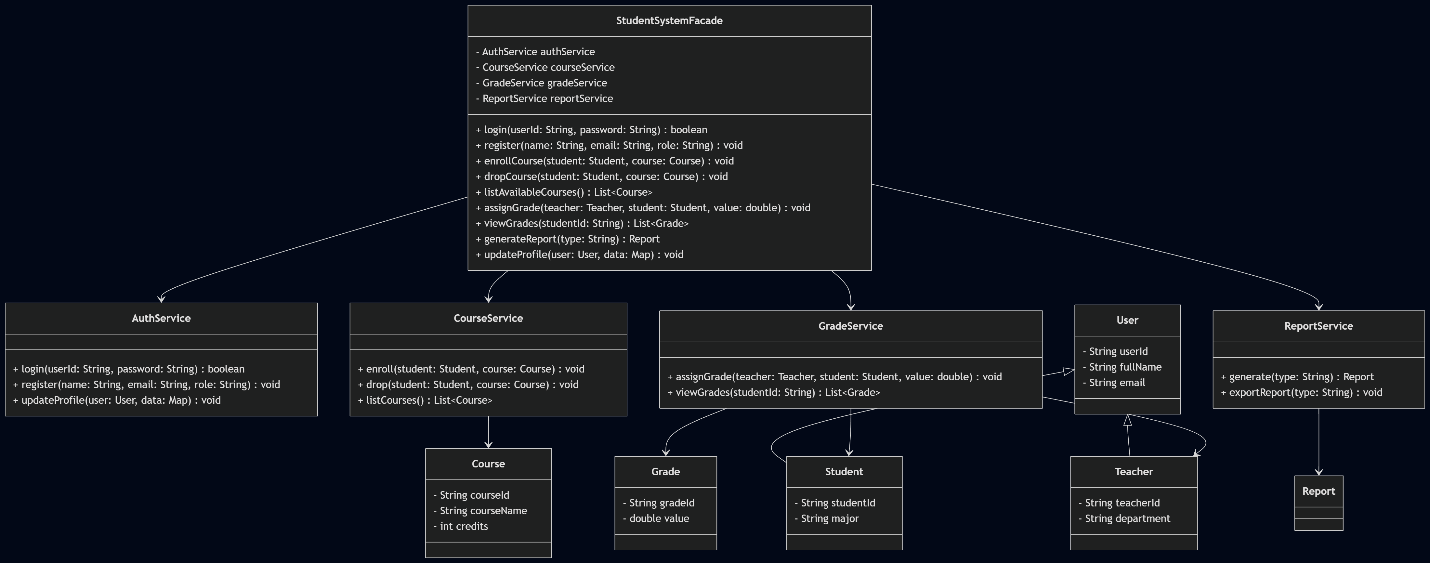 StudentSystemFacade
- AuthService authService
- CourseService courseService
- GradeService gradeService
- ReportService reportService
+ login(userId: String, password: String) : boolean
+ register(name: String, email: String, role: String) : void
+ enrollCourse(student: Student, course: Course) : void
+ dropCourse(student: Student, course: Course) : void
+ listAvailableCourses() : List<Course>
+ assignGrade(teacher: Teacher, student: Student, value: double) : void
+ viewGrades(studentId: String) : List<Grade>
+ generateReport(type: String) : Report
+ updateProfile(user: User, data: Map) : void
AuthService
+ login(userId: String, password: String) : boolean
+ register(name: String, email: String, role: String) : void
+ updateProfile(user: User, data: Map) : void
CourseService
+ enroll(student: Student, course: Course) : void
+ drop(student: Student, course: Course) : void
+ listCourses() : List<Course>
GradeService
+ assignGrade(teacher: Teacher, student: Student, value: double) : void
+ viewGrades(studentId: String) : List<Grade>
User
- String userId
- String fullName
- String email
ReportService
+ generate(type: String) : Report
+ exportReport(type: String) : void
Course
- String courseId
- String courseName
- int credits
Grade
- String gradeId
- double value
Student
- String studentId
- String major
Teacher
- String teacherId
- String department
Report